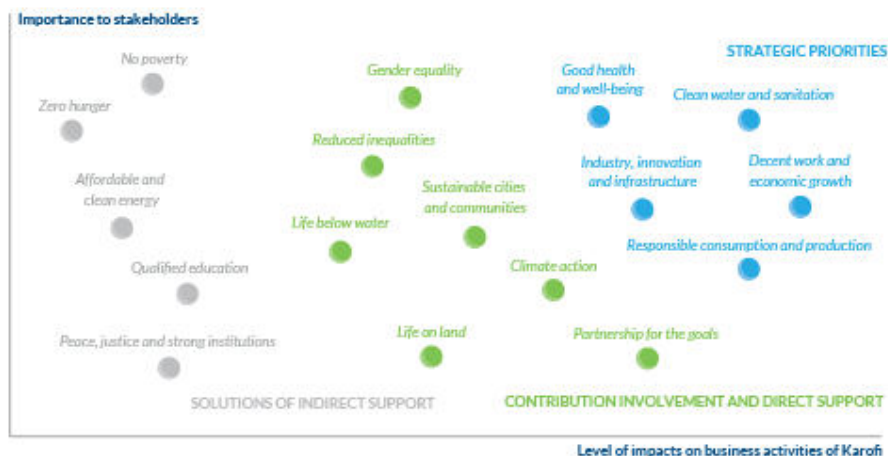 Importance to stakeholders
STRATEGIC PRIORITIES
No poverty
Zero hunger
Affordable and
clean energy
Qualified education
Peace, justice and strong institutions
Gender equality
Reduced inequalities
Sustainable cities
and communities
Life below water
Climate action
Life on land
Partnership for the goals
Good health
and well-being
Clean water and sanitation
Industry, innovation
and infrastructure
Decent work and
economic growth
Responsible consumption and production
SOLUTIONS OF INDIRECT SUPPORT
CONTRIBUTION INVOLVEMENT AND DIRECT SUPPORT
Level of impacts on business activities of Karofi